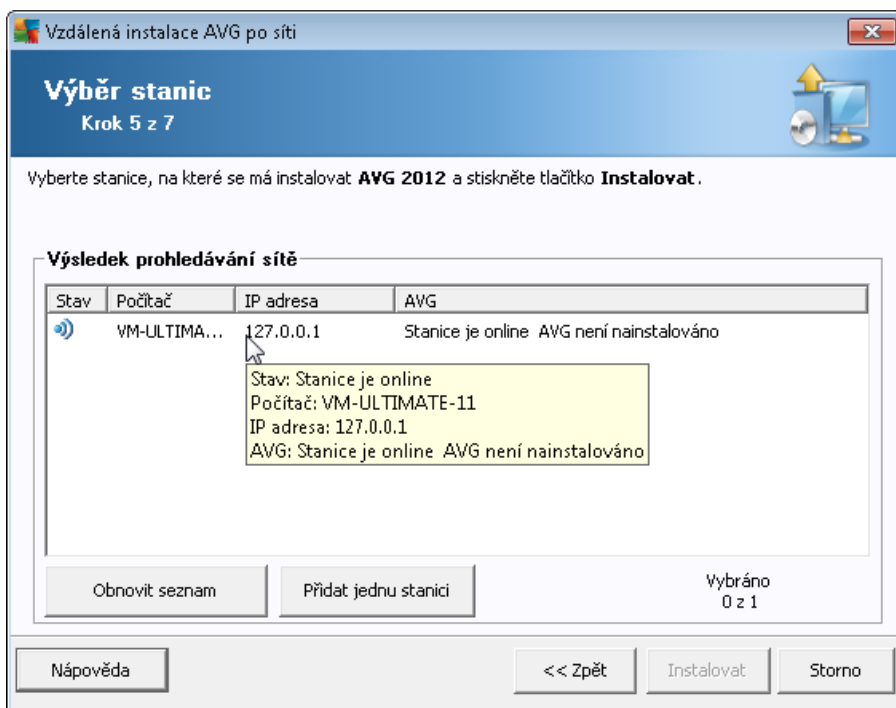 Vzdálená instalace AVG po síti
Výběr stanic
Krok 5 z 7
Vyberte stanice, na které se má instalovat AVG 2012 a stiskněte tlačítko Instalovat.
Výsledek prohledávání sítě
Stav Počítač IP adresa AVG
VM-ULTIMA... 127.0.0.1 Stanice je online AVG není nainstalováno
Stav: Stanice je online
Počítač: VM-ULTIMATE-11
IP adresa: 127.0.0.1
AVG: Stanice je online AVG není nainstalováno
Obnovit seznam Přidat jednu stanici Vybráno
0 z 1
Nápověda << Zpět Instalovat Storno